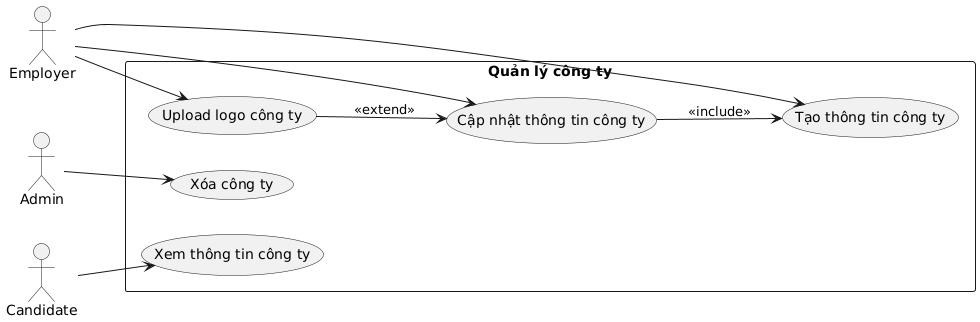 Employer
Admin
Candidate
Quản lý công ty
Upload logo công ty
«extend»
Cập nhật thông tin công ty
«include»
Tạo thông tin công ty
Xóa công ty
Xem thông tin công ty